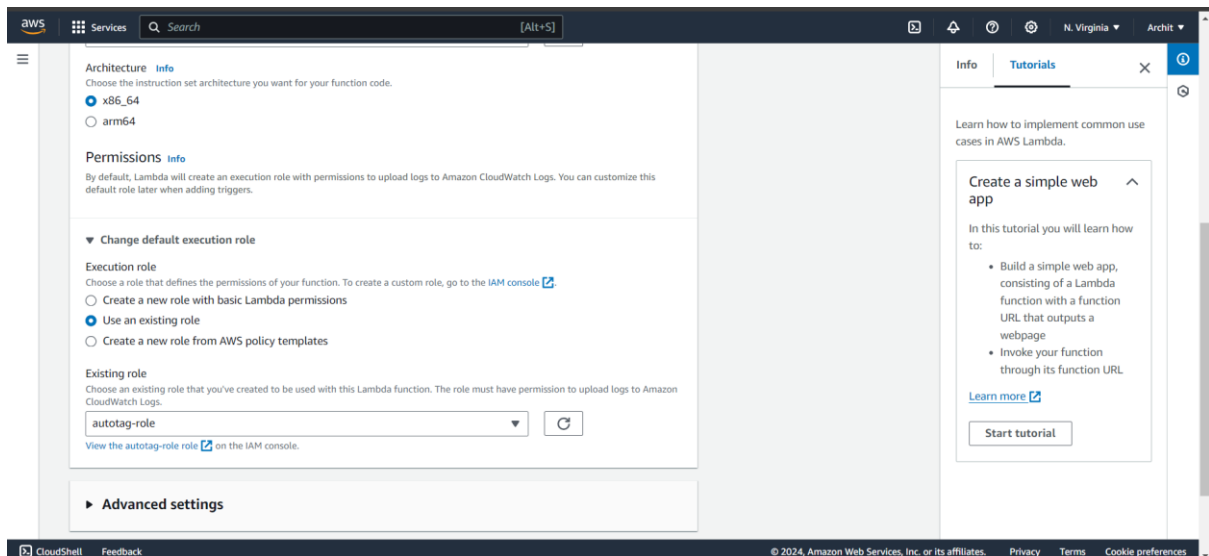 aws
Services
Search
[Alt+S]
N. Virginia
Archit
Architecture Info
Choose the instruction set architecture you want for your function code.
x86_64
arm64
Permissions Info
By default, Lambda will create an execution role with permissions to upload logs to Amazon CloudWatch Logs. You can customize this
default role later when adding triggers.
Change default execution role
Execution role
Choose a role that defines the permissions of your function. To create a custom role, go to the IAM console.
Create a new role with basic Lambda permissions
Use an existing role
Create a new role from AWS policy templates
Existing role
Choose an existing role that you've created to be used with this Lambda function. The role must have permission to upload logs to Amazon
CloudWatch Logs.
autotag-role
View the autotag-role role on the IAM console.
Advanced settings
Info
Tutorials
Learn how to implement common use
cases in AWS Lambda.
Create a simple web
app
In this tutorial you will learn how
to:
• Build a simple web app,
consisting of a Lambda
function with a function
URL that outputs a
webpage
• Invoke your function
through its function URL
Learn more
Start tutorial
CloudShell
Feedback
© 2024, Amazon Web Services, Inc. or its affiliates.
Privacy
Terms
Cookie preferences